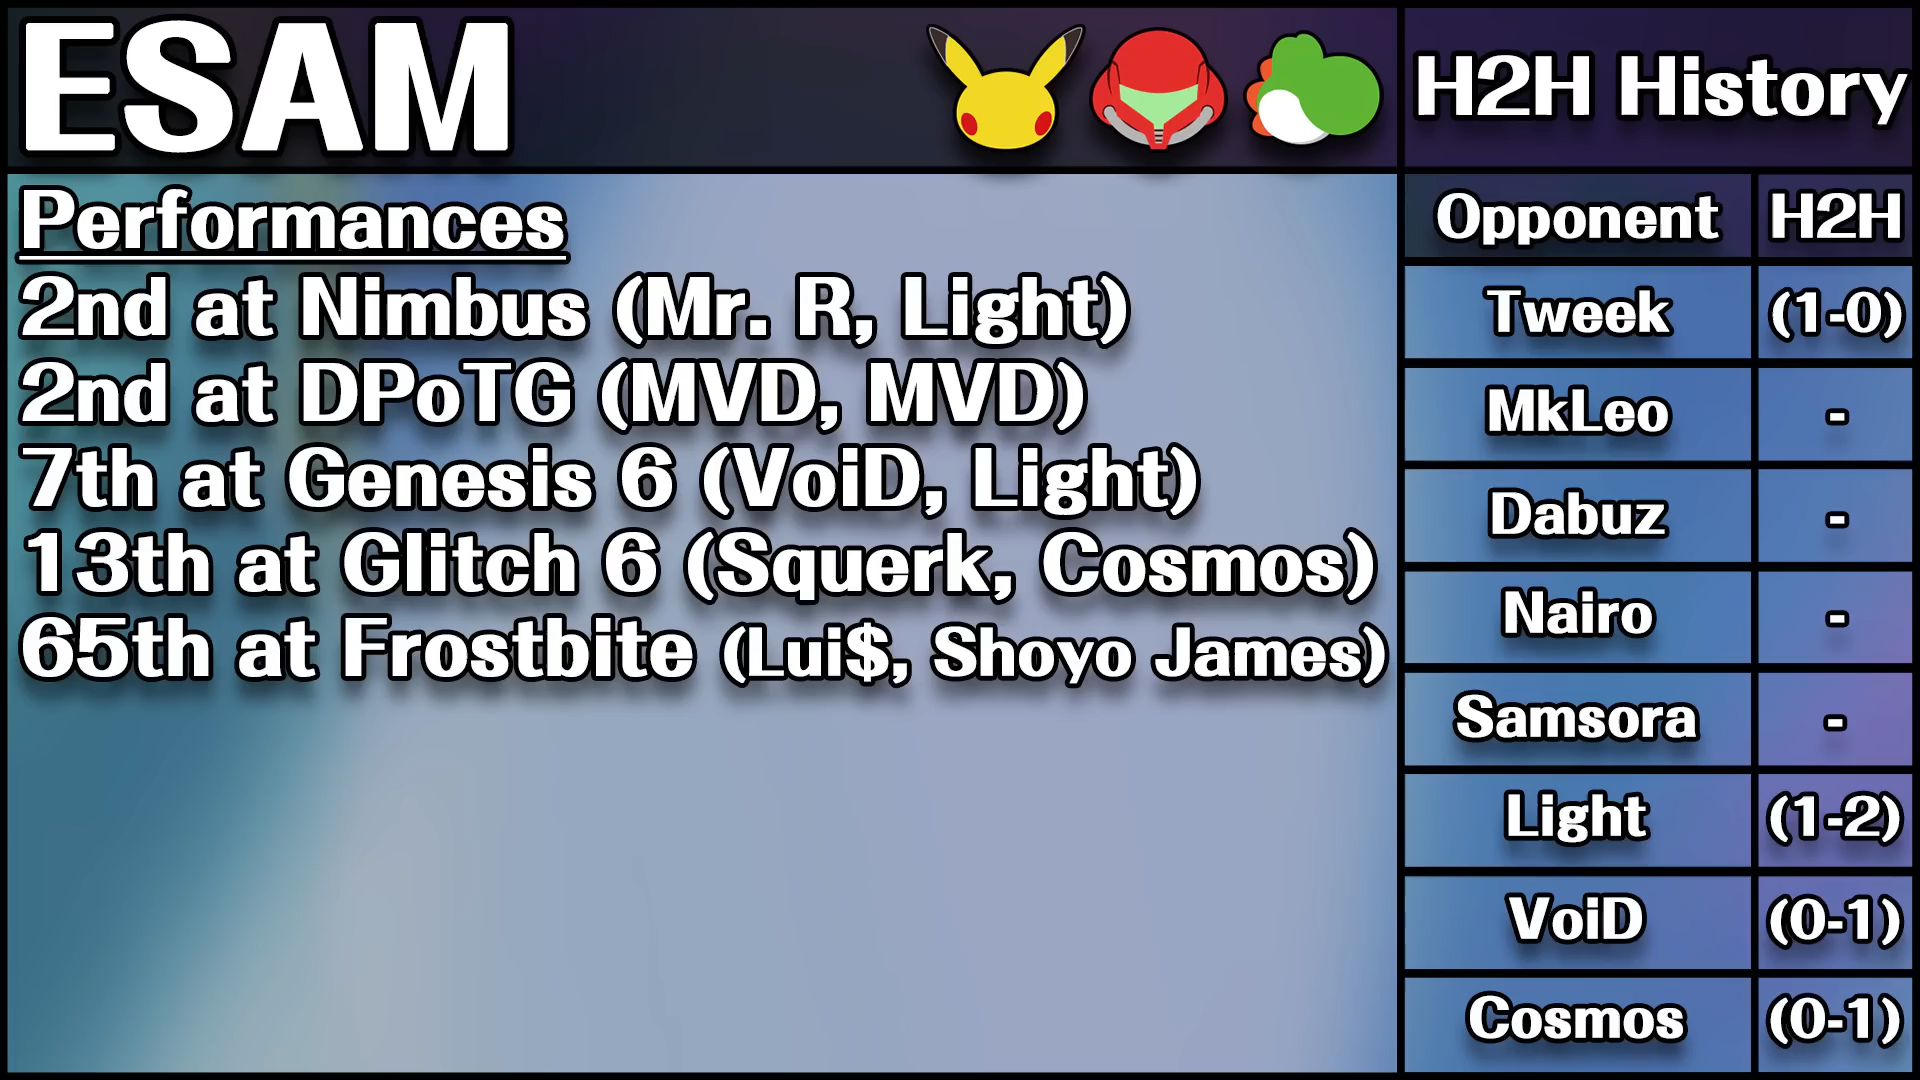 ESAM
Performances
2nd at Nimbus (Mr. R, Light)
2nd at DPoTG (MVD, MVD)
7th at Genesis 6 (VoiD, Light)
13th at Glitch 6 (Squerk, Cosmos)
65th at Frostbite (Lui$, Shoyo James)
H2H History
Opponent H2H
Tweek (1-0)
MkLeo -
Dabuz -
Nairo -
Samsora -
Light (1-2)
VoiD (0-1)
Cosmos (0-1)